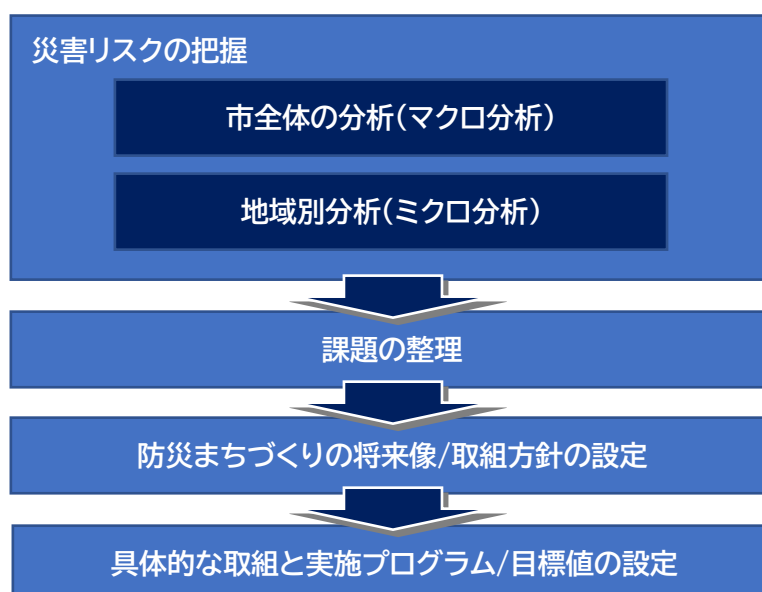 災害リスクの把握
市全体の分析(マクロ分析)
地域別分析(ミクロ分析)
課題の整理
防災まちづくりの将来像/取組方針の設定
具体的な取組と実施プログラム/目標値の設定